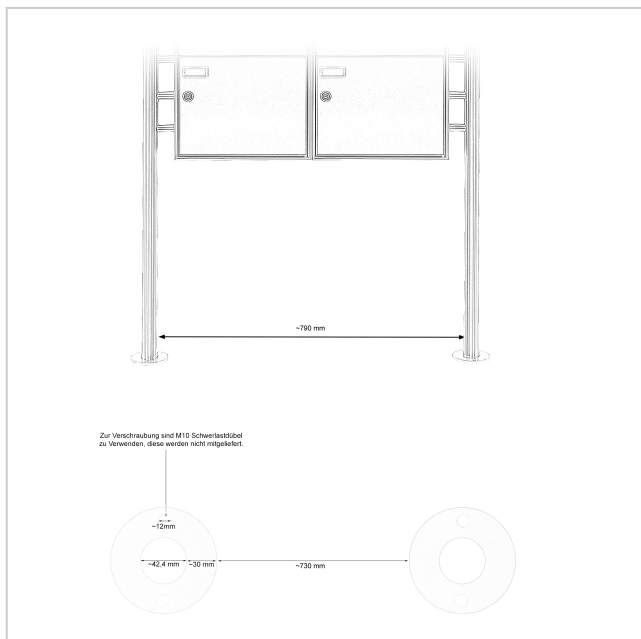 ~790 mm
Zur Verschraubung sind M10 Schwerlastdübel
zu Verwenden, diese werden nicht mitgeliefert.
~12mm
~42,4 mm
~30 mm
~730 mm